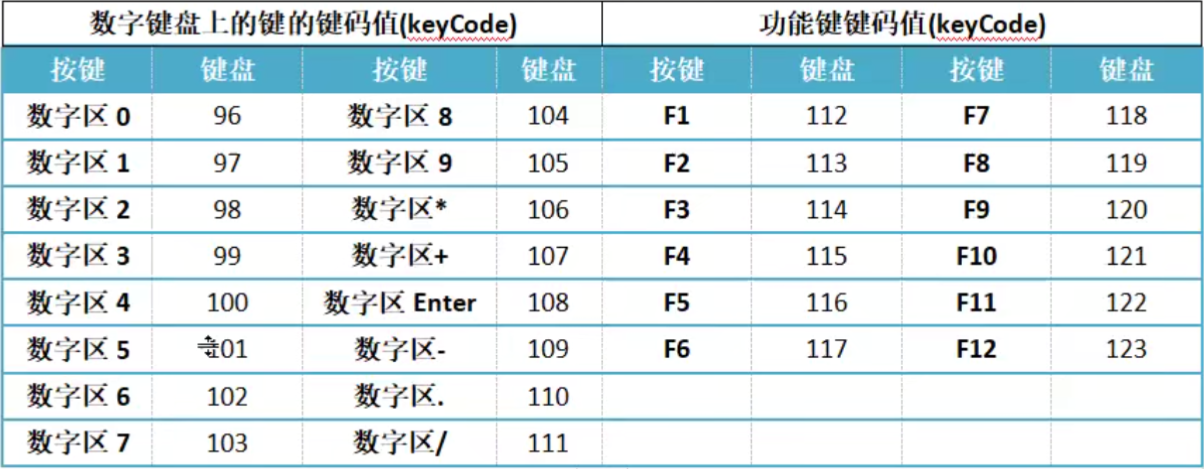 数字键盘上的键的键码值(keyCode) 功能键键码值(keyCode)
按键 键盘 按键 键盘 按键 键盘 按键 键盘
数字区 0 96 数字区 8 104 F1 112 F7 118
数字区 1 97 数字区 9 105 F2 113 F8 119
数字区 2 98 数字区* 106 F3 114 F9 120
数字区 3 99 数字区+ 107 F4 115 F10 121
数字区 4 100 数字区 Enter 108 F5 116 F11 122
数字区 5 101 数字区- 109 F6 117 F12 123
数字区 6 102 数字区. 110
数字区 7 103 数字区/ 111